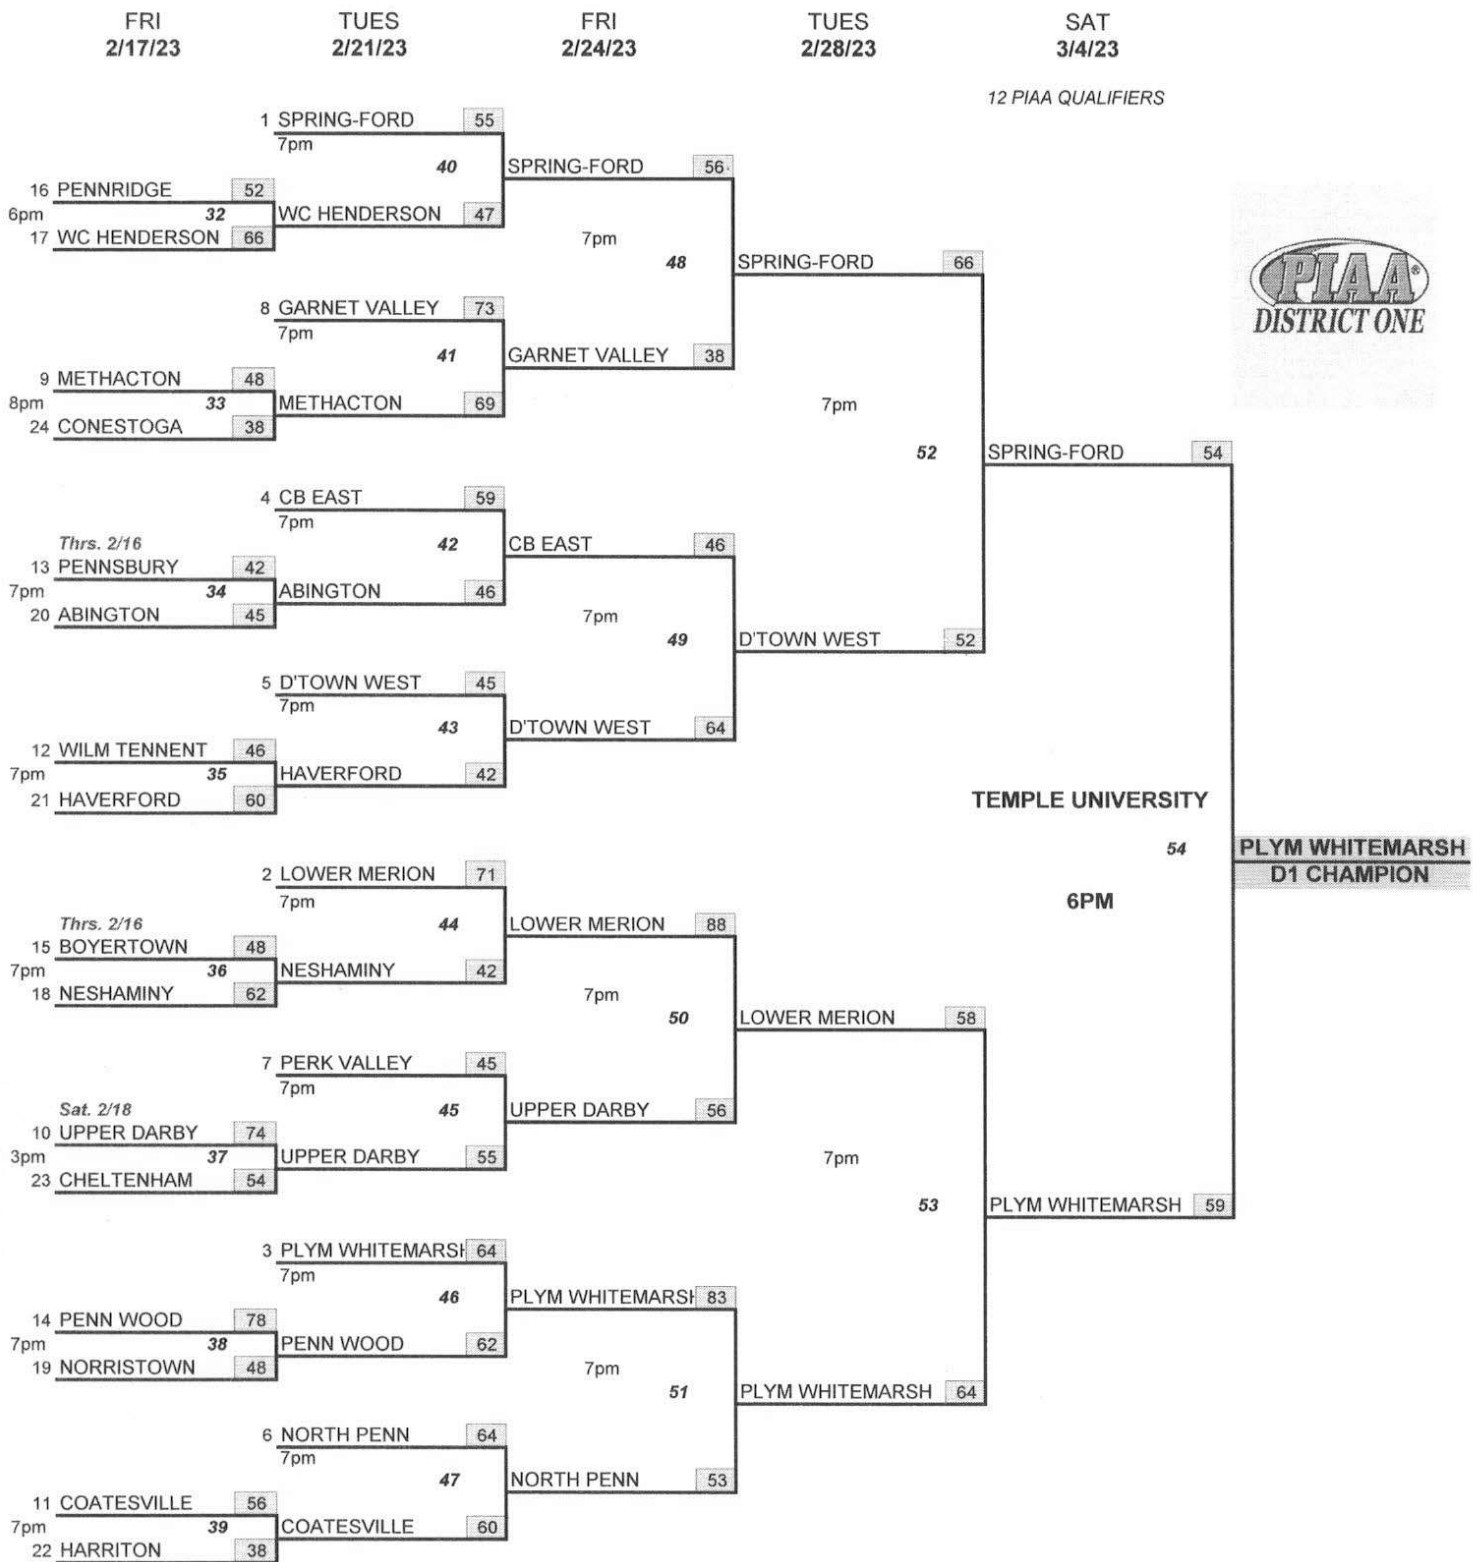 FRI TUES FRI TUES SAT
2/17/23 2/21/23 2/24/23 2/28/23 3/4/23
12 PIAA QUALIFIERS
1 SPRING-FORD 55
7pm
40 SPRING-FORD 56
16 PENNRIDGE 52
6pm 32 WC HENDERSON 47
17 WC HENDERSON 66
7pm
48 SPRING-FORD 66
PIAA®
DISTRICT ONE
8 GARNET VALLEY 73
7pm
41 GARNET VALLEY 38
9 METHACTON 48
8pm 33 METHACTON 69
24 CONESTOGA 38
7pm
52 SPRING-FORD 54
4 CB EAST 59
7pm
Thrs. 2/16
42 CB EAST 46
13 PENNSBURY 42
7pm 34 ABINGTON 46
20 ABINGTON 45
7pm
49 D'TOWN WEST 52
5 D'TOWN WEST 45
7pm
43 D'TOWN WEST 64
12 WILM TENNENT 46
7pm 35 HAVERFORD 42
21 HAVERFORD 60
TEMPLE UNIVERSITY
54 PLYM WHITEMARSH
D1 CHAMPION
6PM
2 LOWER MERION 71
7pm
Thrs. 2/16
44 LOWER MERION 88
15 BOYERTOWN 48
7pm 36 NESHAMINY 42
18 NESHAMINY 62
7pm
50 LOWER MERION 58
7 PERK VALLEY 45
7pm
Sat. 2/18
45 UPPER DARBY 56
10 UPPER DARBY 74
3pm 37 UPPER DARBY 55
23 CHELTENHAM 54
7pm
53 PLYM WHITEMARSH 59
3 PLYM WHITEMARSH 64
7pm
46 PLYM WHITEMARSH 83
14 PENN WOOD 78
7pm 38 PENN WOOD 62
19 NORRISTOWN 48
7pm
51 PLYM WHITEMARSH 64
6 NORTH PENN 64
7pm
47 NORTH PENN 53
11 COATESVILLE 56
7pm 39 COATESVILLE 60
22 HARRITON 38